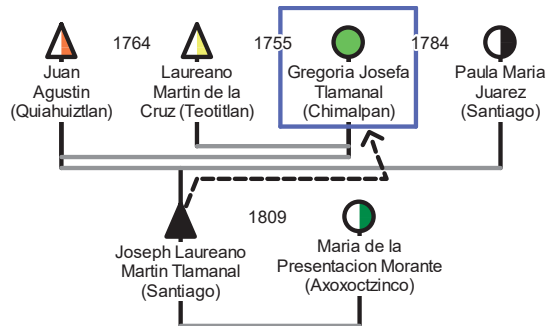 1764
1755
1784
Juan
Agustin
(Quiahuiztlan)
Laureano
Martin de la
Cruz (Teotitlan)
Gregoria Josefa
Tlamanal
(Chimalpan)
Paula Maria
Juarez
(Santiago)
1809
Joseph Laureano
Martin Tlamanal
(Santiago)
Maria de la
Presentacion Morante
(Axoxoctzinco)